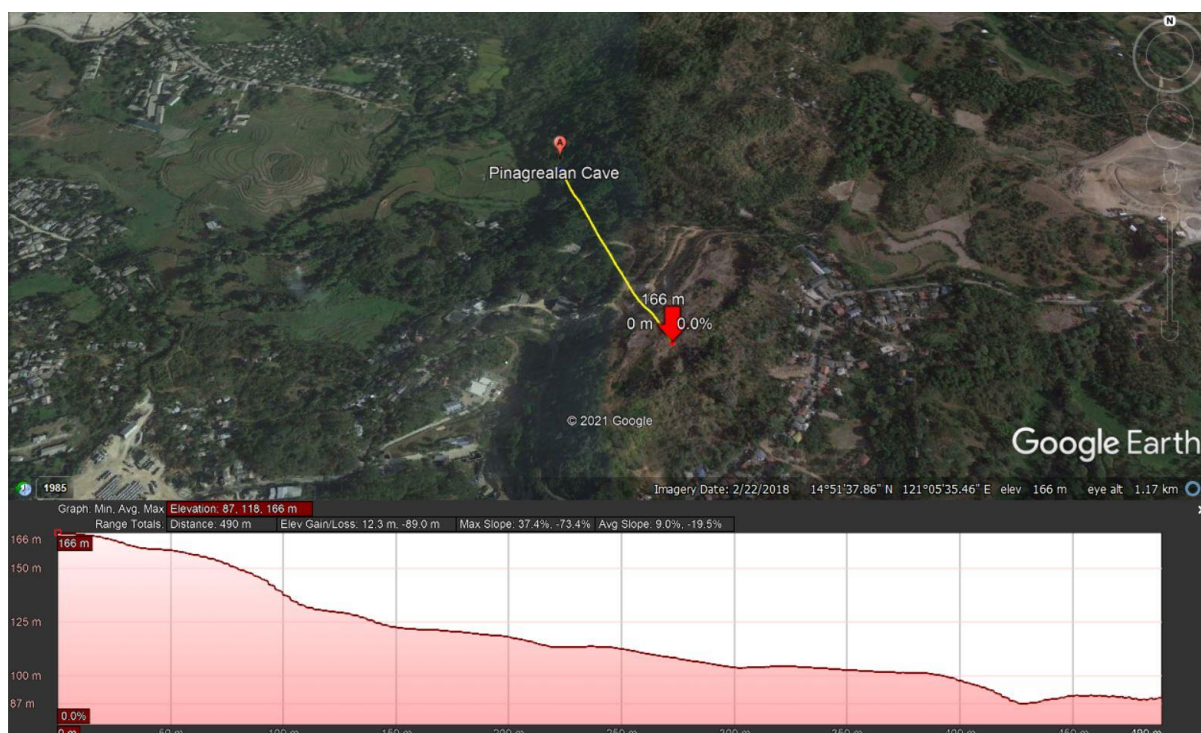 N
A
Pinagrealan Cave
166 m
0 m 0.0%
© 2021 Google
Google Earth
1985
Imagery Date: 2/22/2018 14°51'37.86" N 121°05'35.46" E elev 166 m eye alt 1.17 km
Graph: Min, Avg, Max Elevation: 87, 118, 166 m
Range Totals: Distance: 490 m Elev Gain/Loss: 12.3 m, -89.0 m Max Slope: 37.4%, -73.4% Avg Slope: 9.0%, -19.5%
166 m
166 m
150 m
125 m
100 m
87 m
0.0%
0 m 50 m 100 m 150 m 200 m 250 m 300 m 350 m 400 m 450 m 490 m